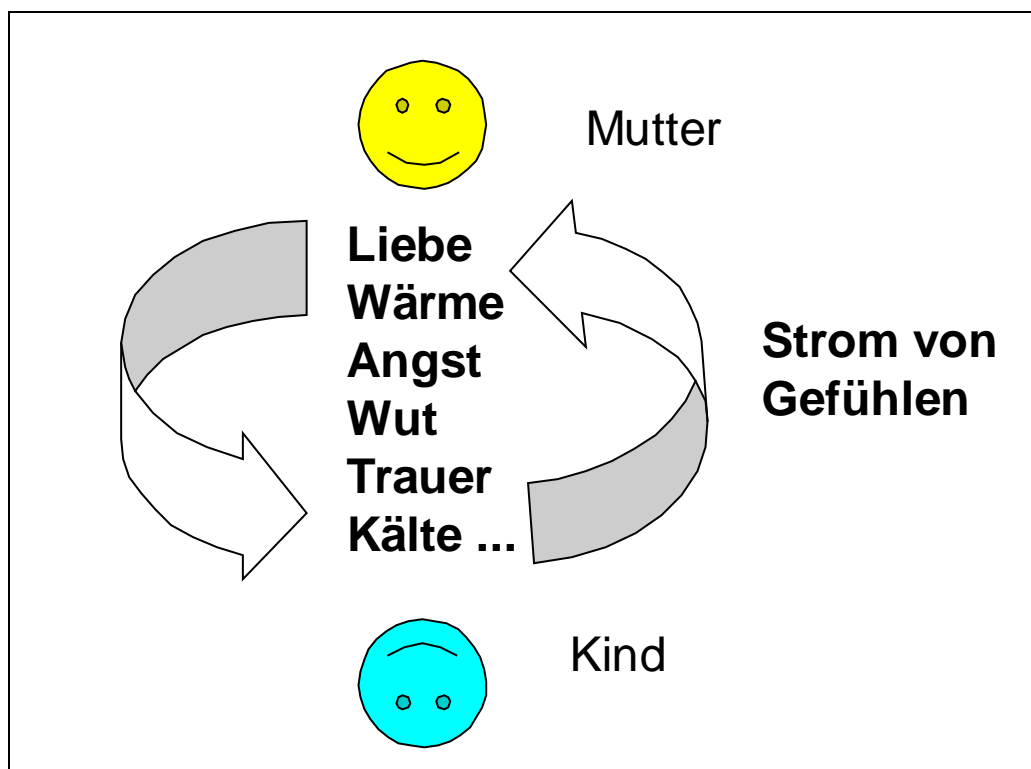 Mutter
Liebe
Wärme
Angst
Wut
Trauer
Kälte ...
Strom von
Gefühlen
Kind